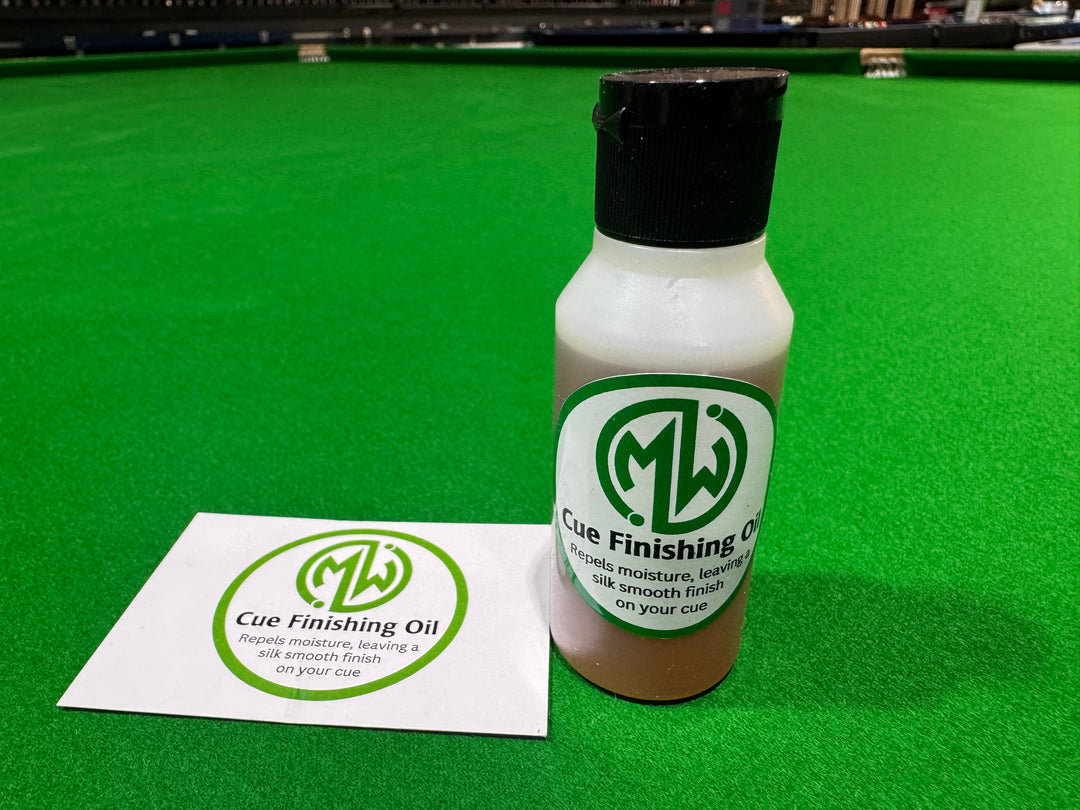 MW
Cue Finishing Oil
Repels moisture, leaving a
silk smooth finish
on your cue
MW
Cue Finishing Oil
Repels moisture, leaving a
silk smooth finish
on your cue